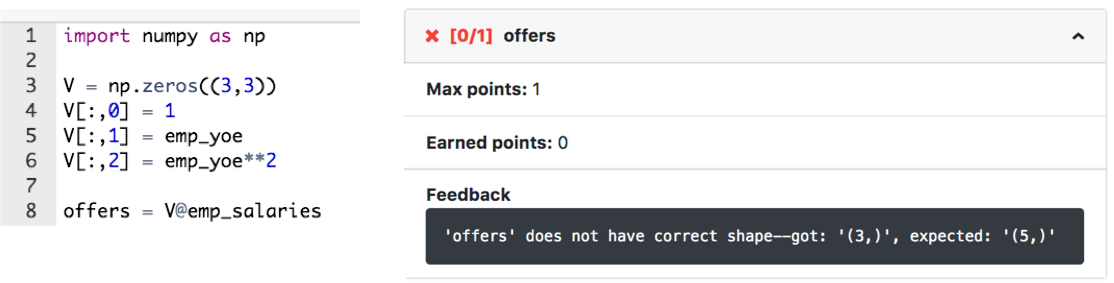 1 import numpy as np
2
3 V = np.zeros((3,3))
4 V[:,0] = 1
5 V[:,1] = emp_yoe
6 V[:,2] = emp_yoe**2
7
8 offers = V@emp_salaries
✖ [0/1] offers
Max points: 1
Earned points: 0
Feedback
'offers' does not have correct shape--got: '(3,)', expected: '(5,)'